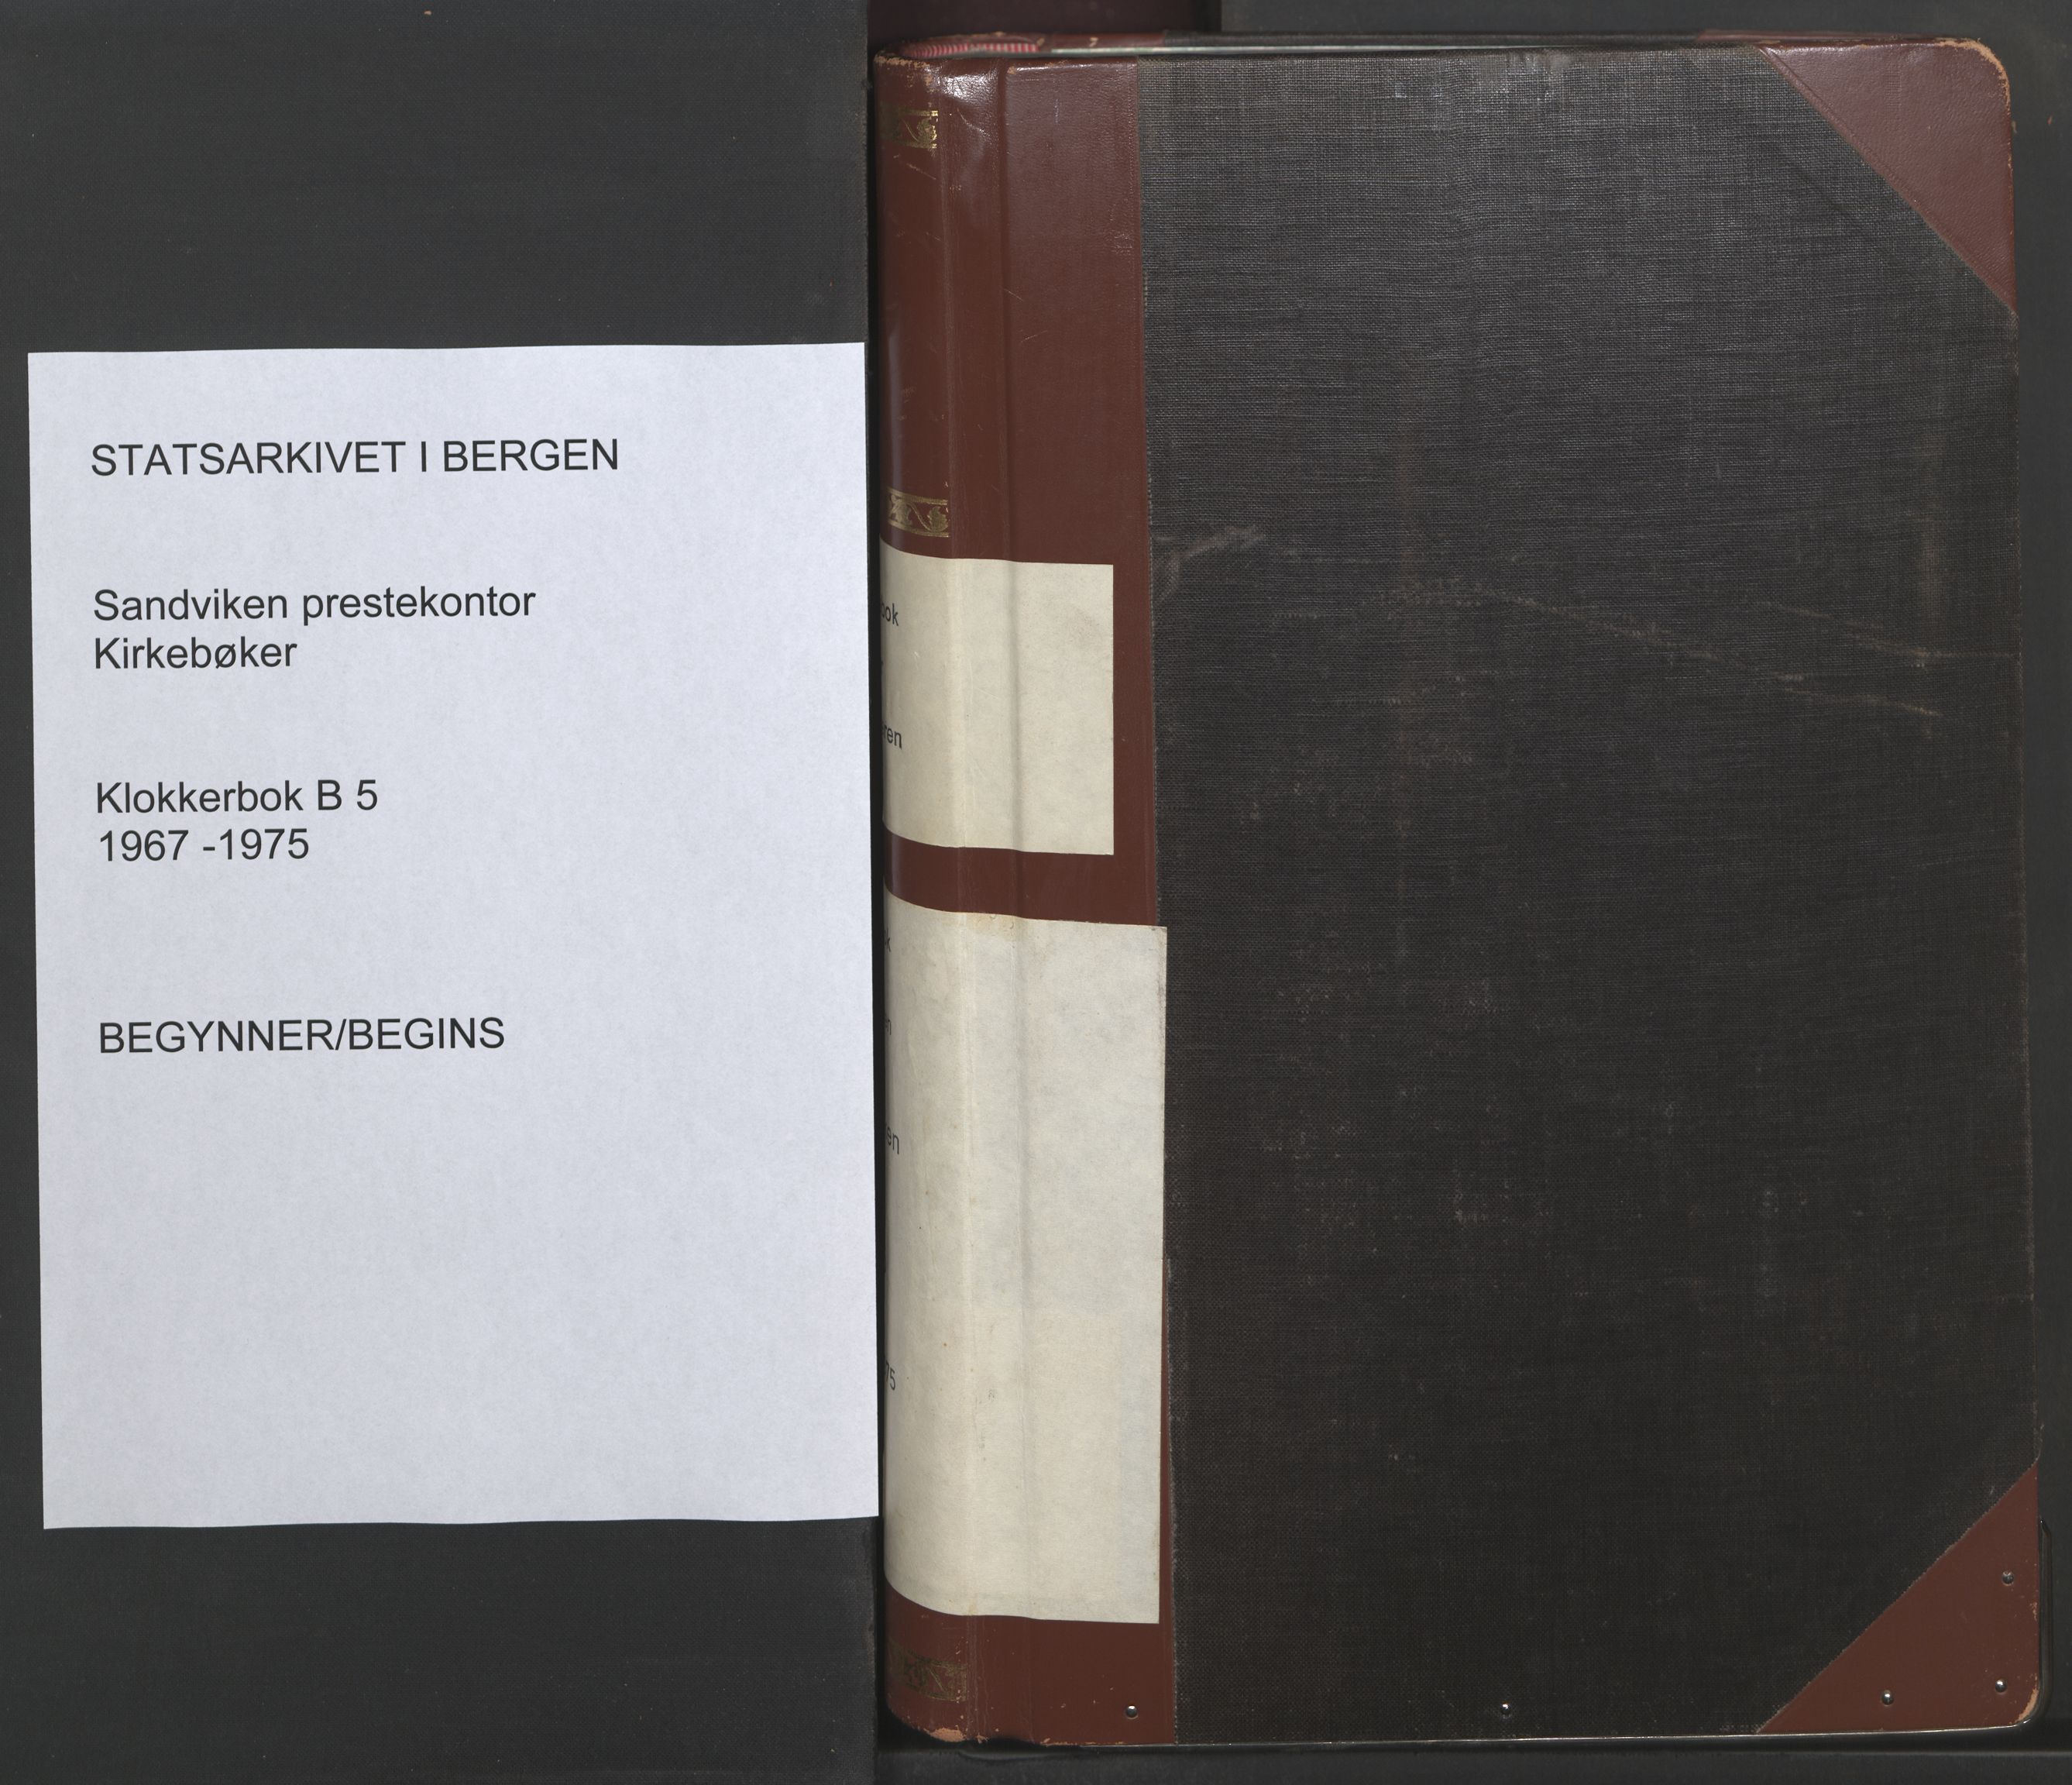 STATSARKIVET I BERGEN
Sandviken prestekontor
Kirkebøker
Klokkerbok B 5
1967 -1975
BEGYNNER/BEGINS